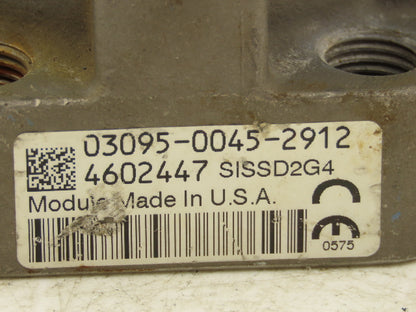 03095-0045-2912
4602447 SISSD2G4
Module Made In U.S.A.
CE
0575